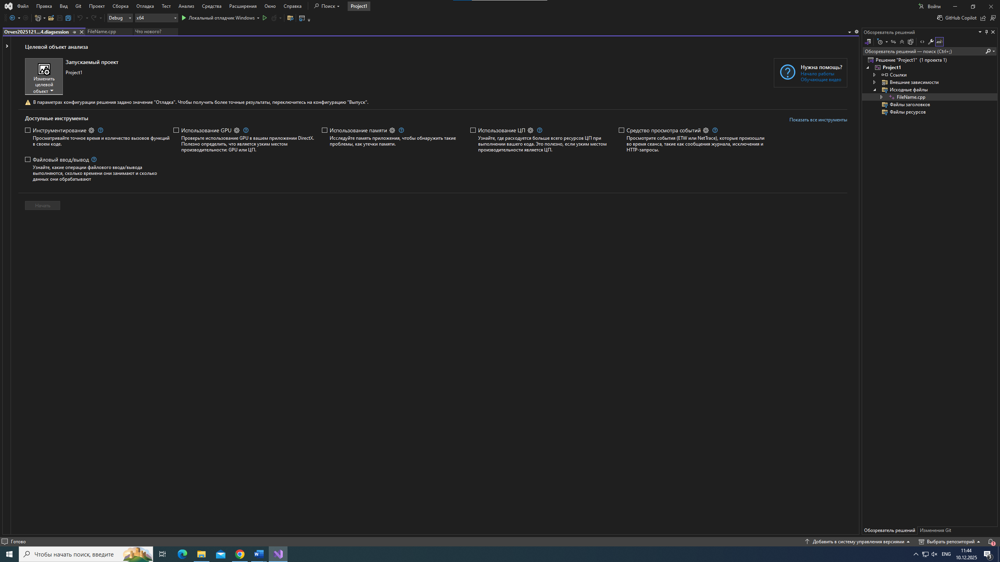 Файл Правка Вид Git Проект Сборка Отладка Тест Анализ Средства Расширения Окно Справка Поиск Project1 Войти
Debug x64 Локальный отладчик Windows GitHub Copilot
Отчет2025121...4.diagsession FileName.cpp Что нового?
Целевой объект анализа
Изменить
целевой
объект
Запускаемый проект
Project1
Нужна помощь?
Начало работы
Обучающие видео
В параметрах конфигурации решения задано значение "Отладка". Чтобы получить более точные результаты, переключитесь на конфигурацию "Выпуск".
Доступные инструменты
Показать все инструменты
Инструментирование
Просматривайте точное время и количество вызовов функций
в своем коде.
Использование GPU
Проверьте использование GPU в вашем приложении DirectX.
Полезно определить, что является узким местом
производительности: GPU или ЦП.
Использование памяти
Исследуйте память приложения, чтобы обнаружить такие
проблемы, как утечки памяти.
Использование ЦП
Узнайте, где расходуется больше всего ресурсов ЦП при
выполнении вашего кода. Это полезно, если узким местом
производительности является ЦП.
Средство просмотра событий
Просмотрите события (ETW или NetTrace), которые произошли
во время сеанса, такие как сообщения журнала, исключения и
HTTP-запросы.
Файловый ввод/вывод
Узнайте, какие операции файлового ввода/вывода
выполняются, сколько времени они занимают и сколько
данных они обрабатывают
Начать
Обозреватель решений
Обозреватель решений — поиск (Ctrl+;)
Решение "Project1" (1 проекта 1)
Project1
Ссылки
Внешние зависимости
Исходные файлы
FileName.cpp
Файлы заголовков
Файлы ресурсов
Обозреватель решений Изменения Git
Готово
Добавить в систему управления версиями Выбрать репозиторий 1
Чтобы начать поиск, введите
ENG
11:44
10.12.2025
3